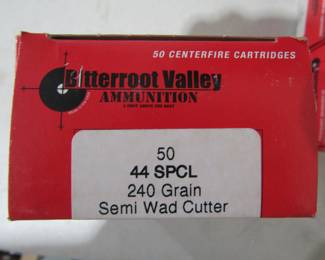 50 CENTERFIRE CARTRIDGES
Bitterroot Valley
AMMUNITION
50
44 SPCL
240 Grain
Semi Wad Cutter